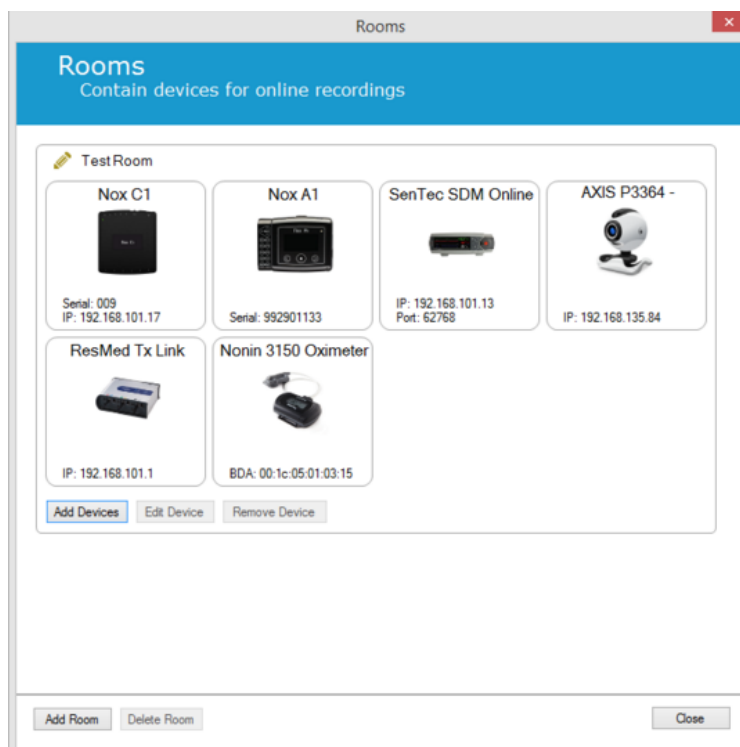 Rooms
Rooms
Contain devices for online recordings
Test Room
Nox C1
Serial: 009
IP: 192.168.101.17
Nox A1
Serial: 992901133
SenTec SDM Online
IP: 192.168.101.13
Port: 62768
AXIS P3364 -
IP: 192.168.135.84
ResMed Tx Link
IP: 192.168.101.1
Nonin 3150 Oximeter
BDA: 00:1c:05:01:03:15
Add Devices
Edit Device
Remove Device
Add Room
Delete Room
Close